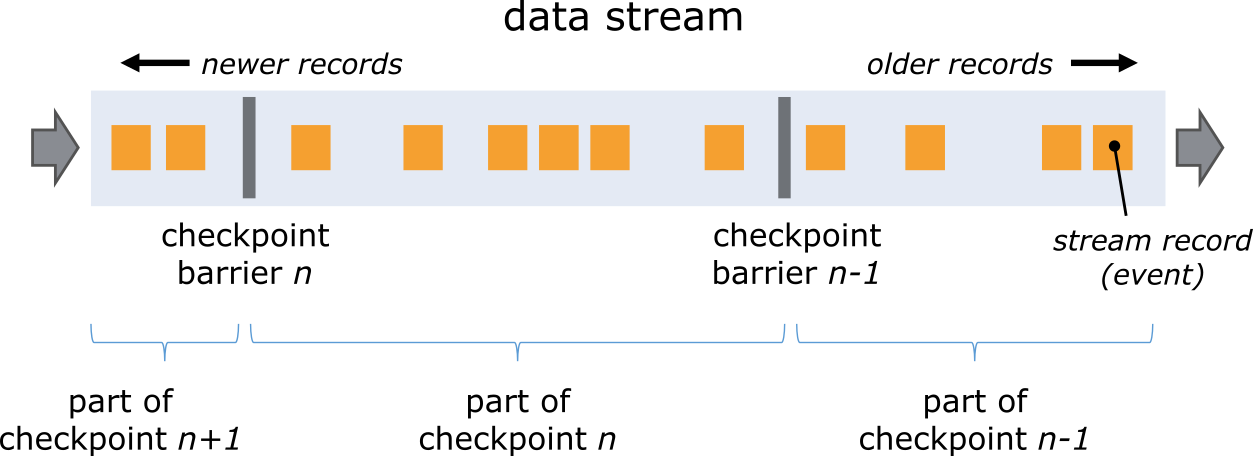 data stream
newer records
older records
checkpoint
barrier n
checkpoint
barrier n-1
stream record
(event)
part of
checkpoint n+1
part of
checkpoint n
part of
checkpoint n-1